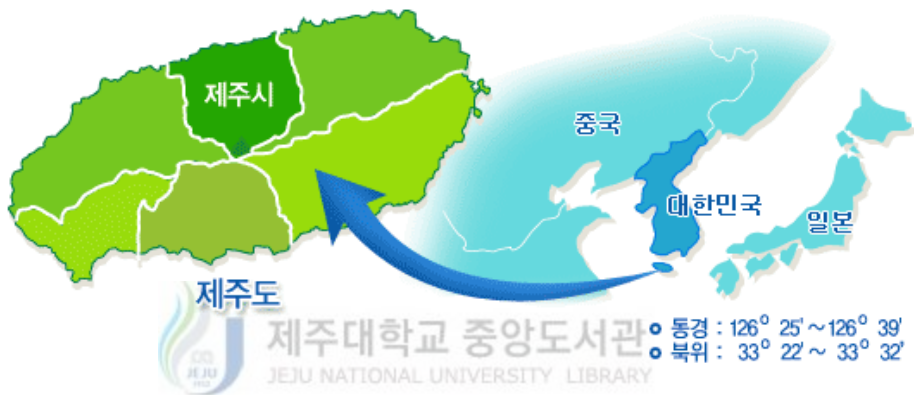 제주시
중국
대한민국
일본
제주도
제주대학교 중앙도서관
JEJU NATIONAL UNIVERSITY LIBRARY
JEJU
1952
∘ 동경 : 126° 25' ~ 126° 39'
∘ 북위 : 33° 22' ~ 33° 32'